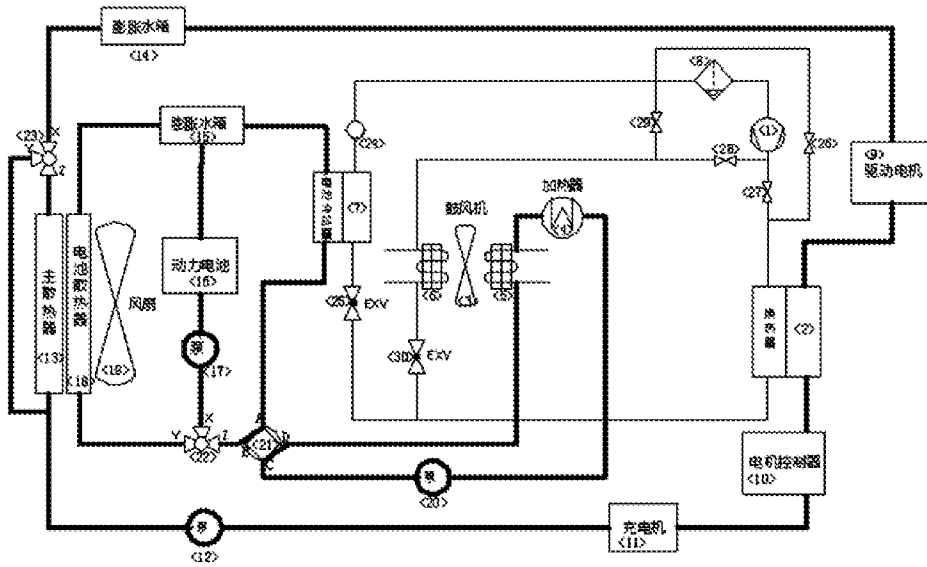 膨胀水箱
<14>
<8>
<23>
X
Y
Z
膨胀水箱
<15>
<24>
<29>
<1>
<26>
<28>
<27>
<9>
驱动电机
加热器
<4>
鼓风机
<7>
动力电池
<16>
主散热器
<13>
电池散热器
<18>
风扇
<6>
<3>
<5>
<25>
EXV
<30>
EXV
换热器
<2>
泵
<17>
X
Y
Z
<22>
A
B
C
D
<21>
泵
<20>
电机控制器
<10>
泵
<12>
充电机
<11>